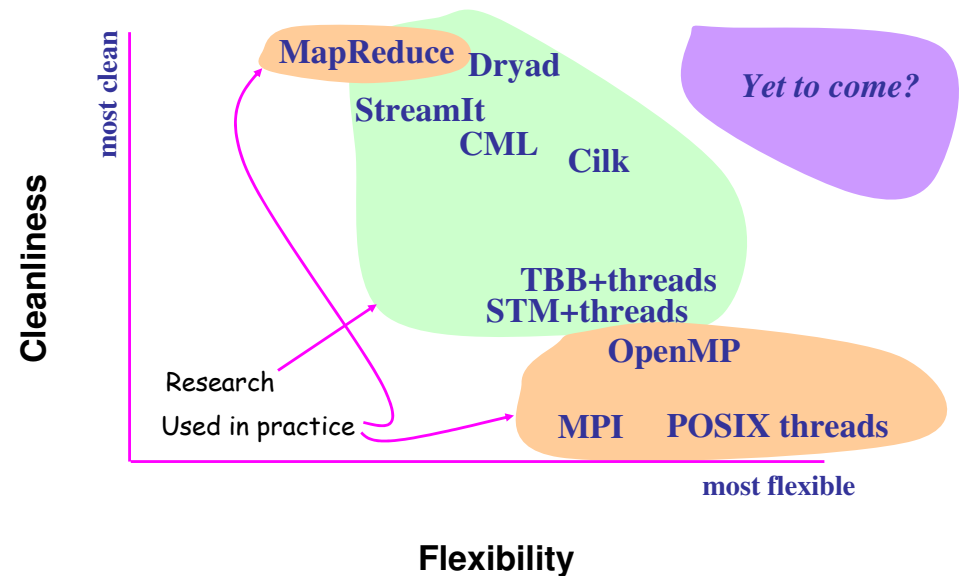 MapReduce
Dryad
Yet to come?
most clean
StreamIt
CML
Cilk
Cleanliness
TBB+threads
STM+threads
OpenMP
Research
Used in practice
MPI
POSIX threads
most flexible
Flexibility